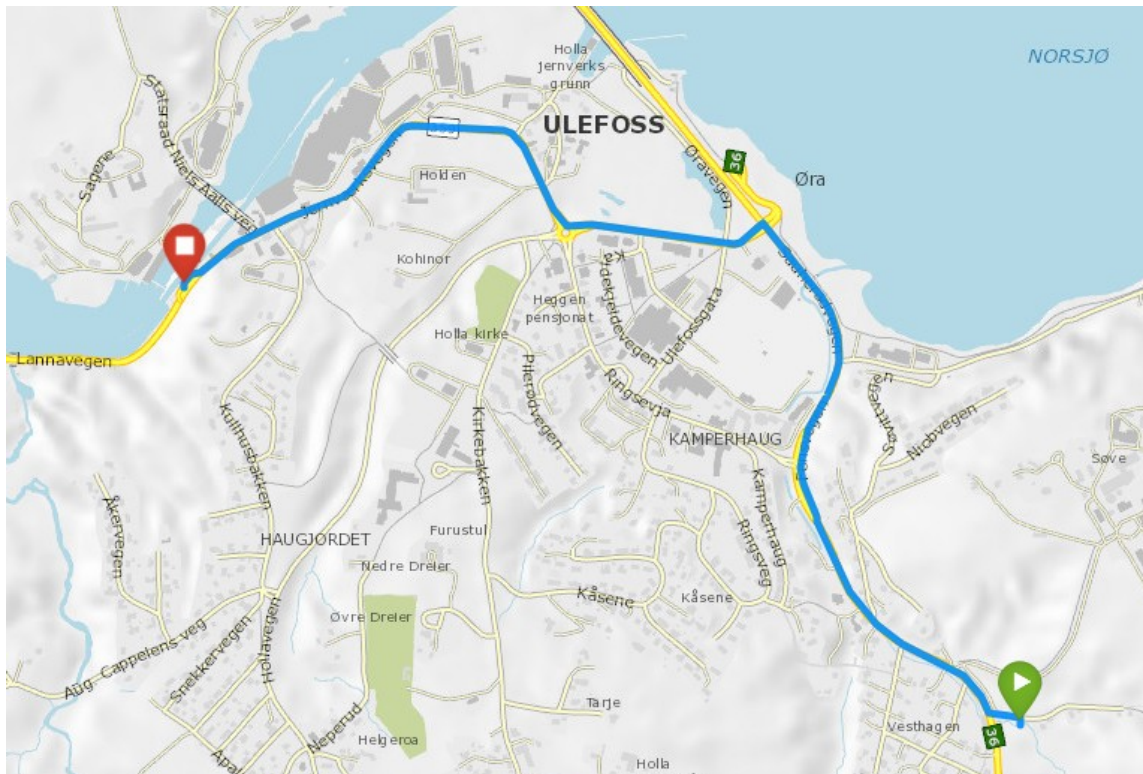 NORSJØ
Holla
jernverks
grunn
ULEFOSS
Statsraad Niels Aalls veg
Sagene
Øravegen
36
Øra
Holden
Kohinor
Heggen
pensjonat
Holla kirke
Ulefossgata
Lannavegen
Pilerødvegen
Ringsevja
Kullhusbakken
Kirkebakken
KAMPERHAUG
Nirbvegen
Søve
Åkervegen
HAUGJORDET
Furustul
Kamperhaug
Ringsveg
Nedre Dreier
Kåsene
Kåsene
Øvre Dreier
Aug. Cappelens veg
Snekkervegen
Hollavegen
Tarje
Vesthagen
36
Neperud
Helgeroa
Holla